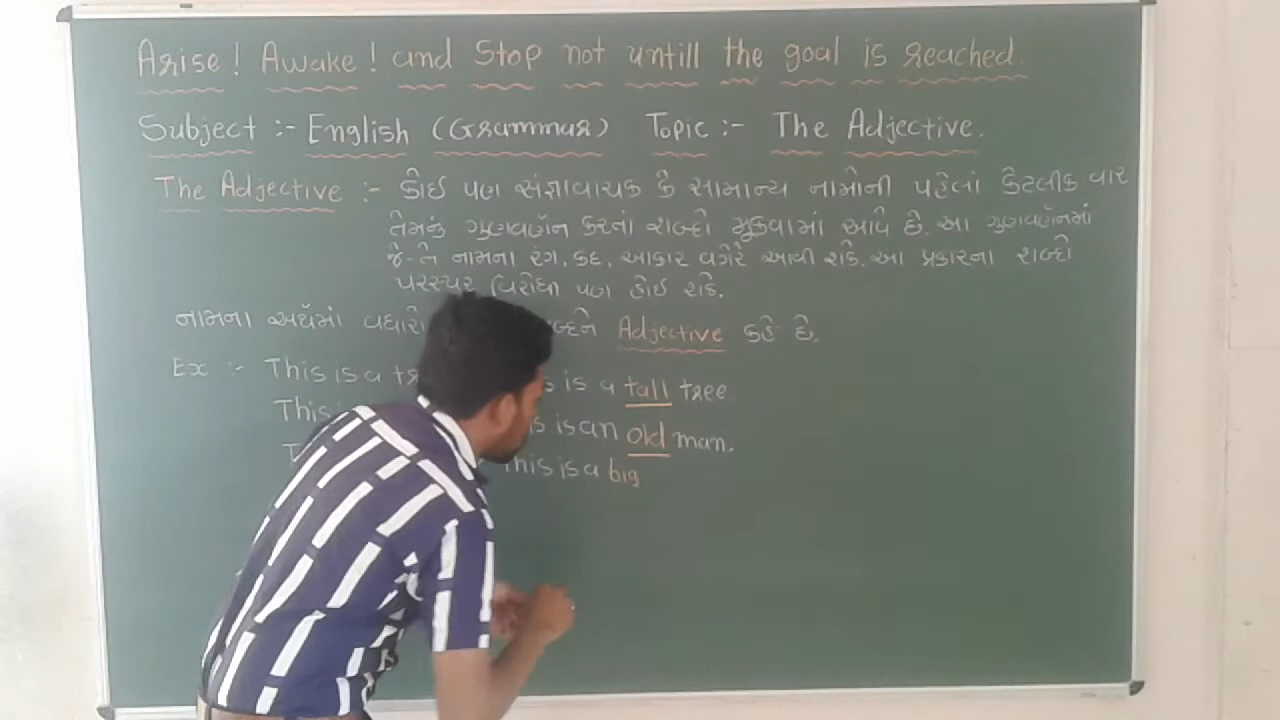 Arise! Awake! and Stop not untill the goal is reached.
Subject :- English (Grammar) Topic :- The Adjective.
The Adjective :- કોઈ પણ સંજ્ઞાવાચક કે સામાન્ય નામોની પહેલાં કેટલીક વાર
તેમનું ગુણવર્ણન કરતાં શબ્દો મૂકવામાં આવે છે. આ ગુણવર્ણનમાં
જે-તે નામના રંગ, કદ, આકાર વગેરે આવી શકે. આ પ્રકારના શબ્દો
પરસ્પર વિરોધી પણ હોઈ શકે.
નામના અર્થમાં Adjective કહે છે.
Ex :- This is a is a tall tree
This is an old man.
This is a big